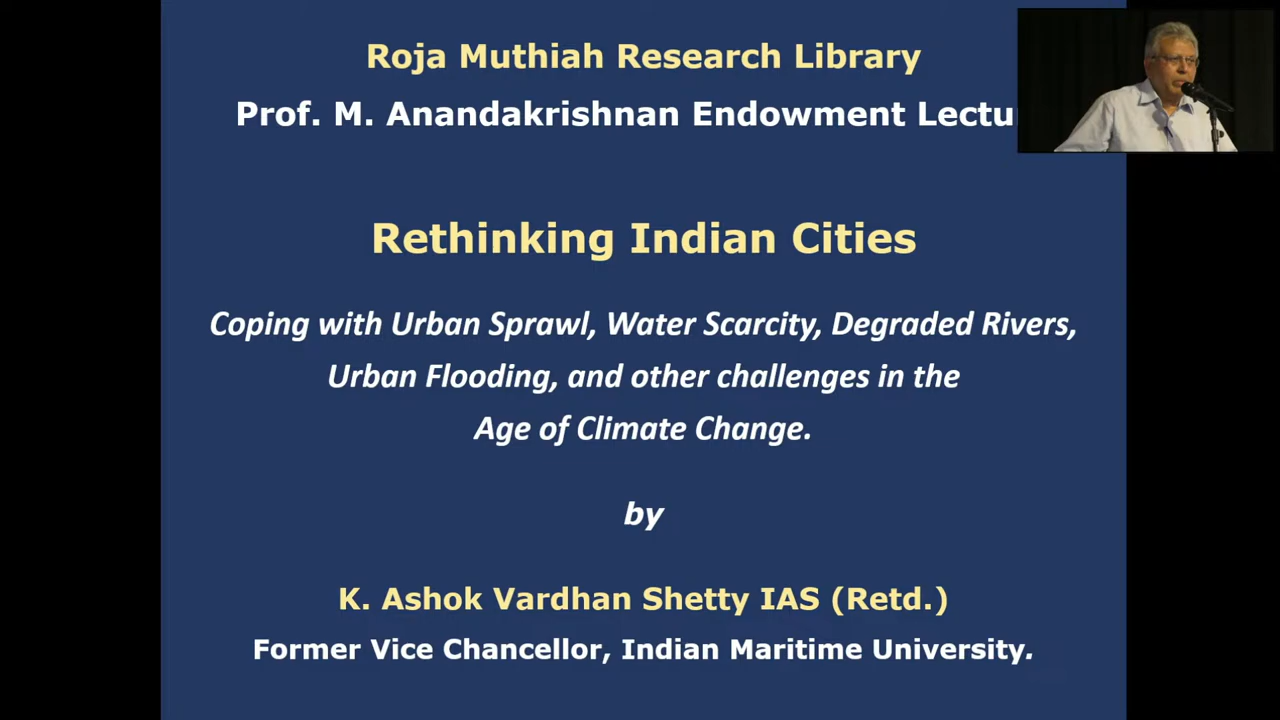 Roja Muthiah Research Library
Prof. M. Anandakrishnan Endowment Lectu
Rethinking Indian Cities
Coping with Urban Sprawl, Water Scarcity, Degraded Rivers,
Urban Flooding, and other challenges in the
Age of Climate Change.
by
K. Ashok Vardhan Shetty IAS (Retd.)
Former Vice Chancellor, Indian Maritime University.